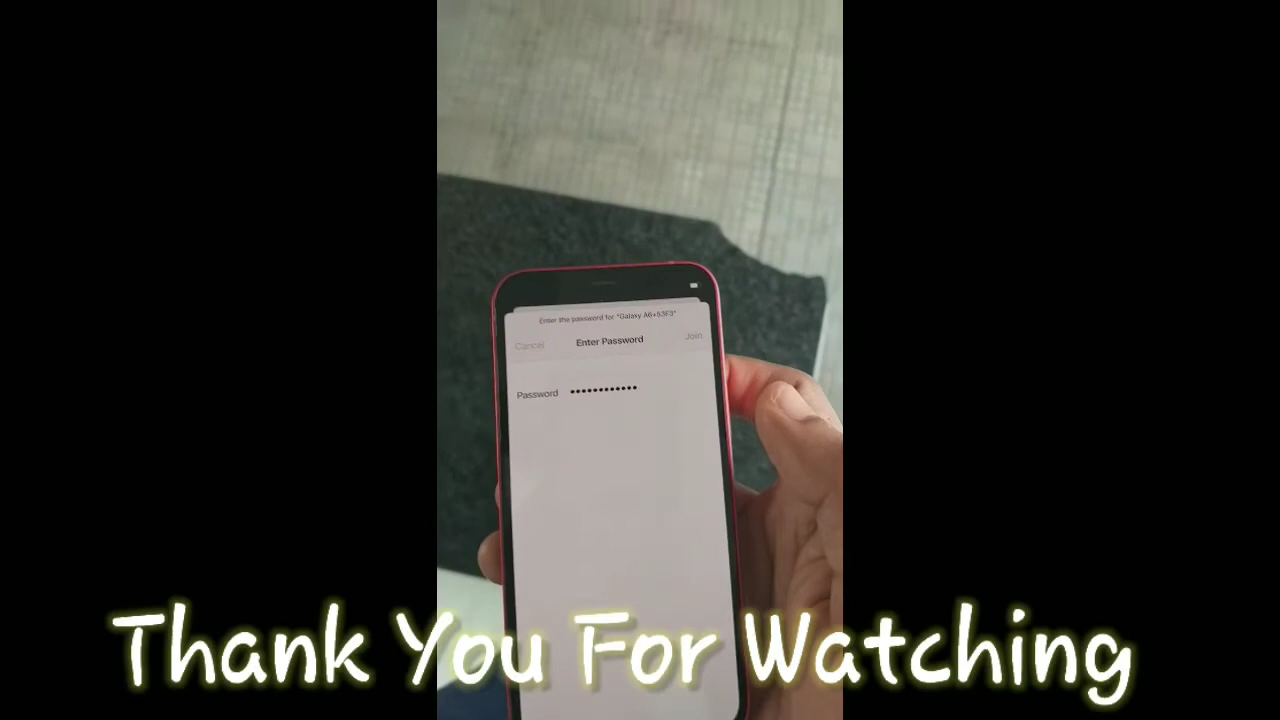 Enter the password for "Galaxy A6+53F3"
Cancel Enter Password Join
Password ••••••••••••
Thank You For Watching